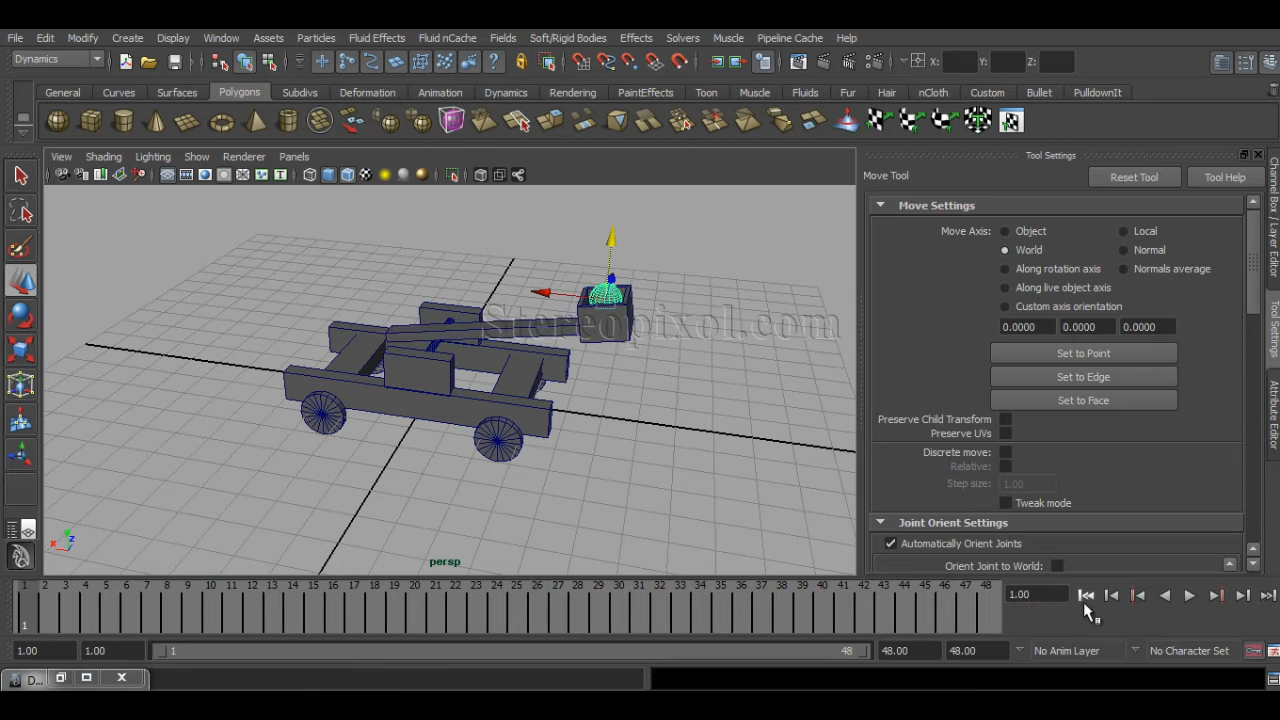 File Edit Modify Create Display Window Assets Particles Fluid Effects Fluid nCache Fields Soft/Rigid Bodies Effects Solvers Muscle Pipeline Cache Help
Dynamics X: Y: Z:
General Curves Surfaces Polygons Subdivs Deformation Animation Dynamics Rendering PaintEffects Toon Muscle Fluids Fur Hair nCloth Custom Bullet PulldownIt
View Shading Lighting Show Renderer Panels
Tool Settings
Move Tool Reset Tool Tool Help
Move Settings
Move Axis: Object Local
World Normal
Along rotation axis Normals average
Along live object axis
Custom axis orientation
0.0000 0.0000 0.0000
Set to Point
Set to Edge
Set to Face
Preserve Child Transform
Preserve UVs
Discrete move:
Relative:
Step size: 1.00
Tweak mode
Joint Orient Settings
Automatically Orient Joints
Orient Joint to World:
Channel Box / Layer Editor
Tool Settings
Attribute Editor
Stereopixol.com
x y z
persp
1 2 3 4 5 6 7 8 9 10 11 12 13 14 15 16 17 18 19 20 21 22 23 24 25 26 27 28 29 30 31 32 33 34 35 36 37 38 39 40 41 42 43 44 45 46 47 48
1
1.00
1.00 1.00 1 48 48.00 48.00 No Anim Layer No Character Set
D...